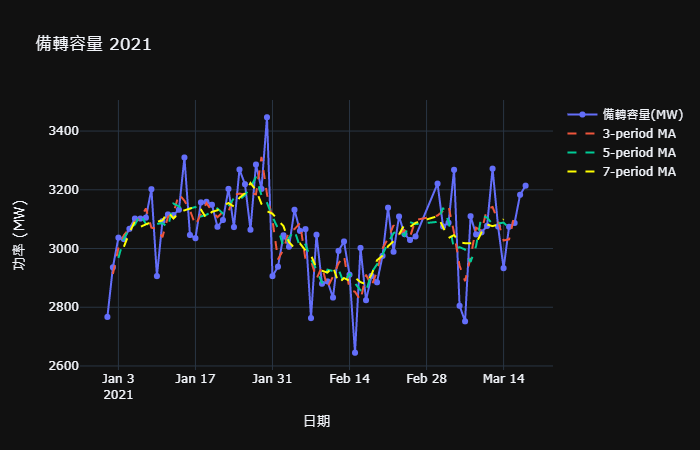 備轉容量 2021
備轉容量(MW)
3-period MA
5-period MA
7-period MA
功率 (MW)
3400
3200
3000
2800
2600
Jan 3 Jan 17 Jan 31 Feb 14 Feb 28 Mar 14
2021
日期